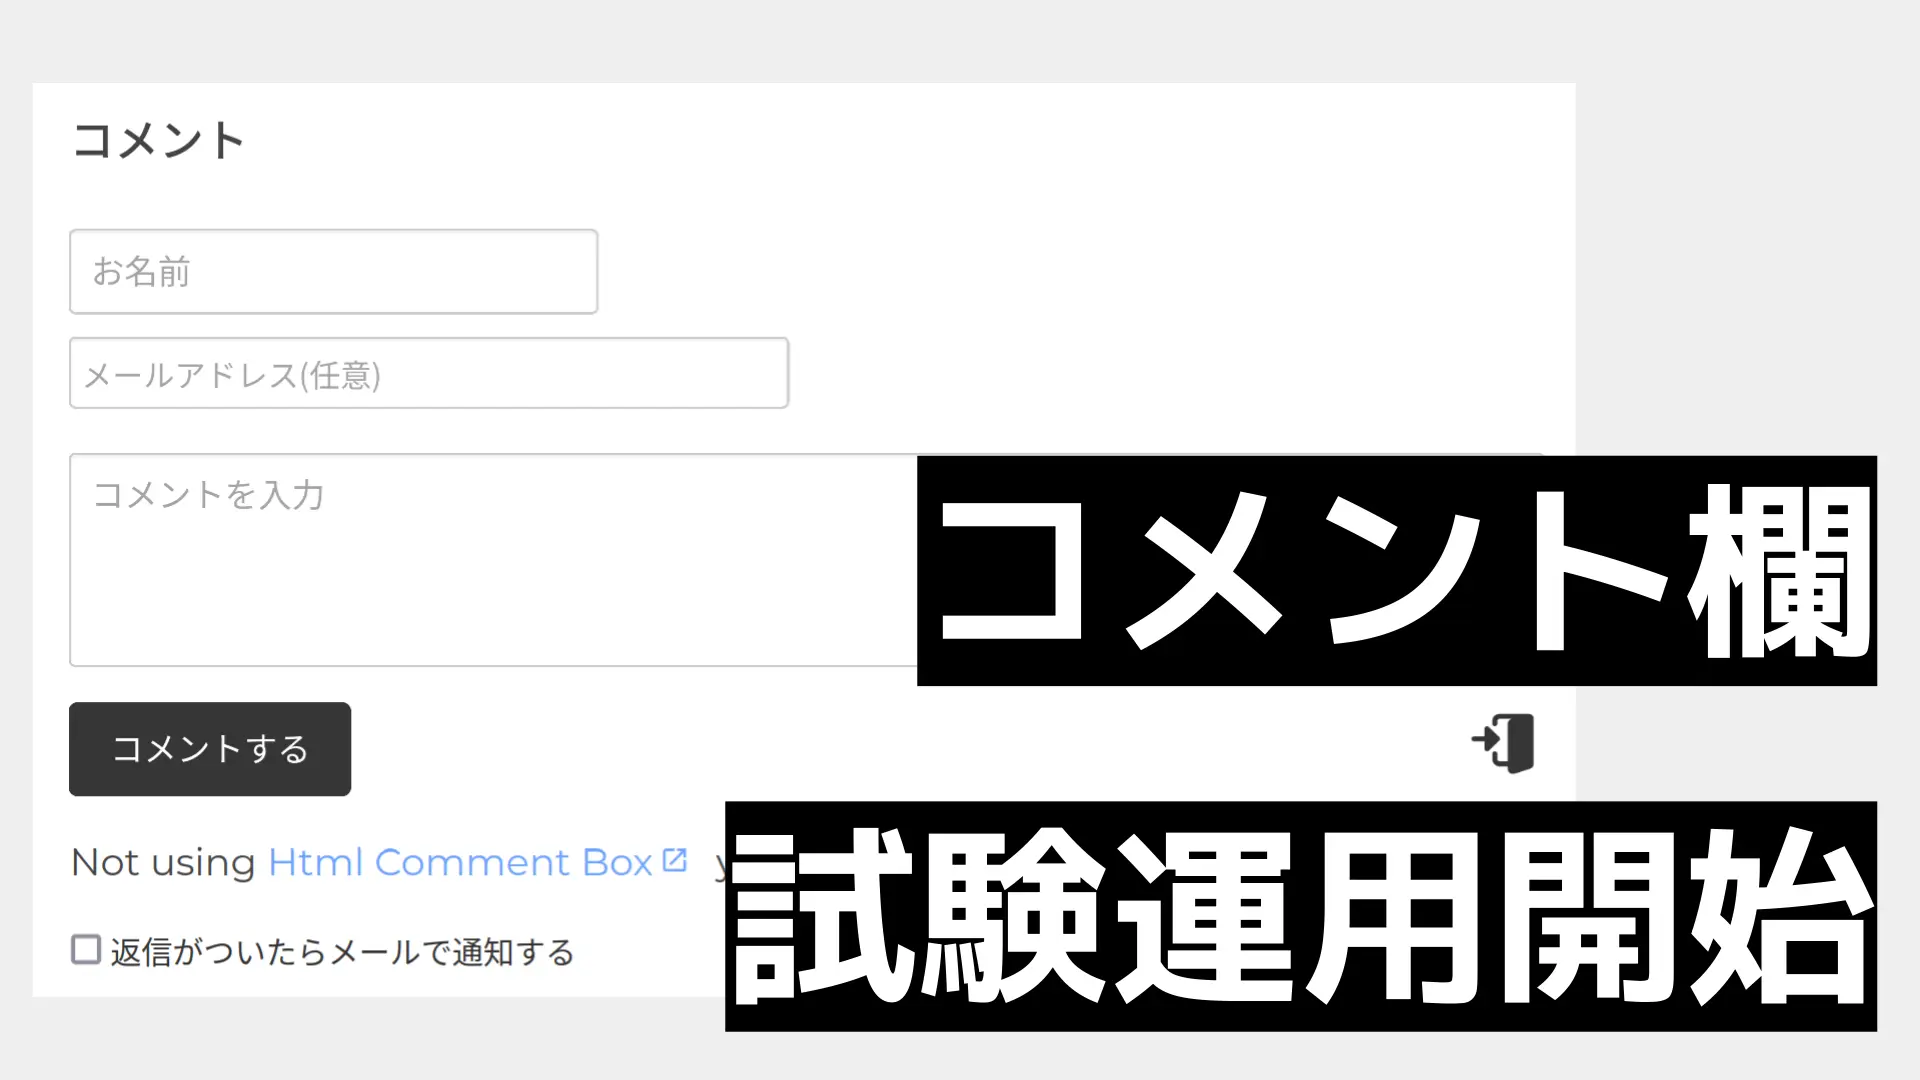 コメント
お名前
メールアドレス(任意)
コメントを入力
コメント欄
コメントする
Not using Html Comment Box
試験運用開始
返信がついたらメールで通知する